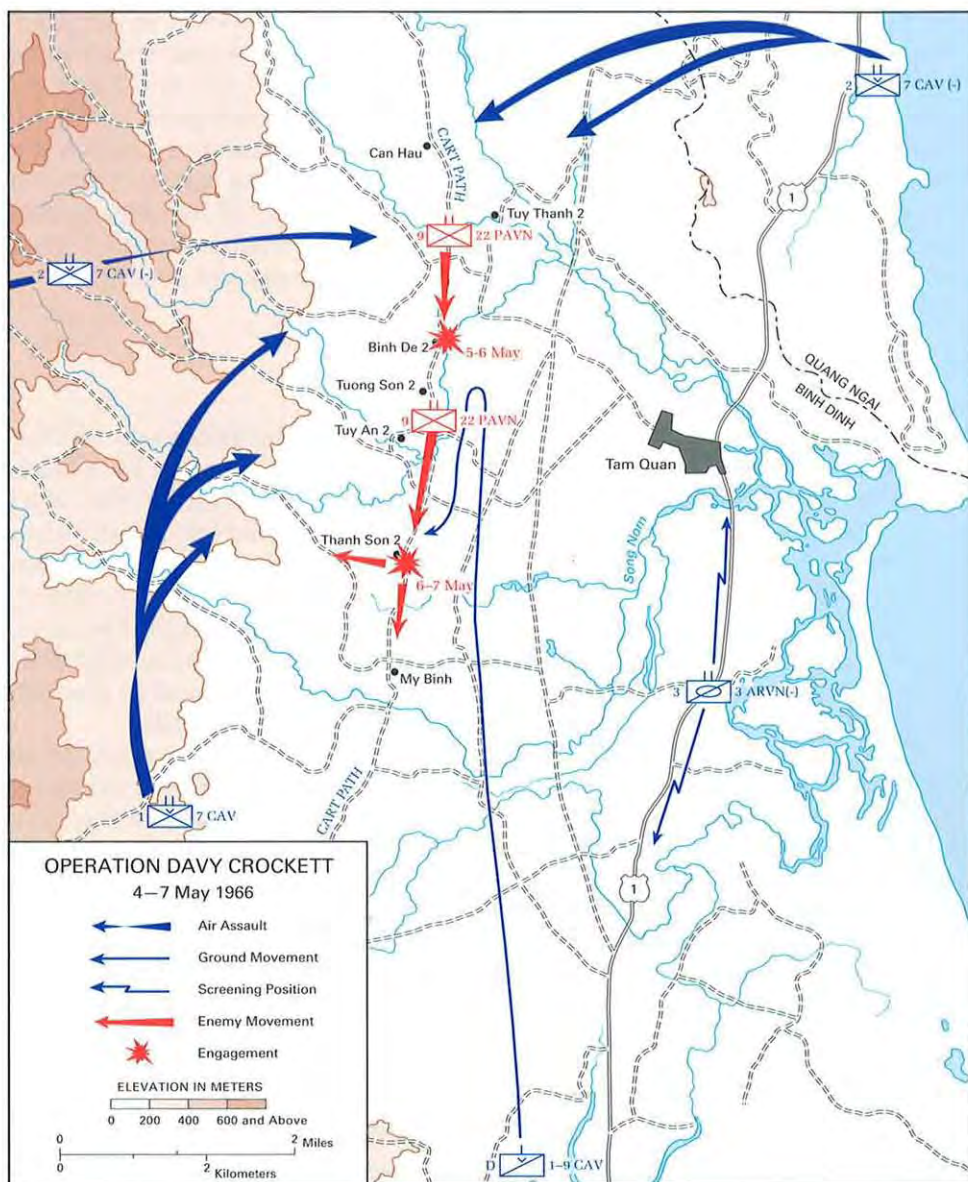 2 7 CAV (-)
Can Hau
CART PATH
1
Tuy Thanh 2
9 22 PAVN
2 7 CAV (-)
Binh De 2
5-6 May
QUANG NGAI
BINH DINH
Tuong Son 2
9 22 PAVN
Tuy An 2
Tam Quan
Thanh Son 2
Song Nom
6–7 May
My Binh
3 3 ARVN(-)
CART PATH
1 7 CAV
1
OPERATION DAVY CROCKETT
4—7 May 1966
Air Assault
Ground Movement
Screening Position
Enemy Movement
Engagement
ELEVATION IN METERS
0 200 400 600 and Above
0 2 Miles
0 2
Kilometers
D 1–9 CAV